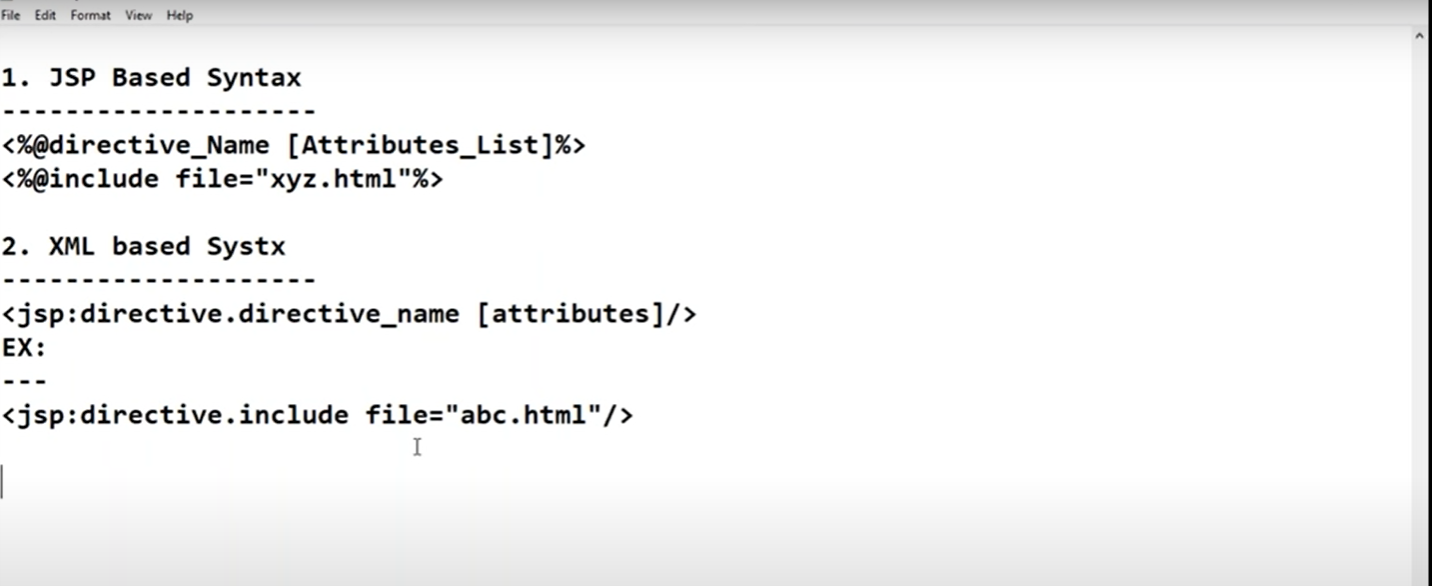 File Edit Format View Help
1. JSP Based Syntax
--------------------
<%@directive_Name [Attributes_List]%>
<%@include file="xyz.html"%>
2. XML based Systx
--------------------
<jsp:directive.directive_name [attributes]/>
EX:
---
<jsp:directive.include file="abc.html"/>